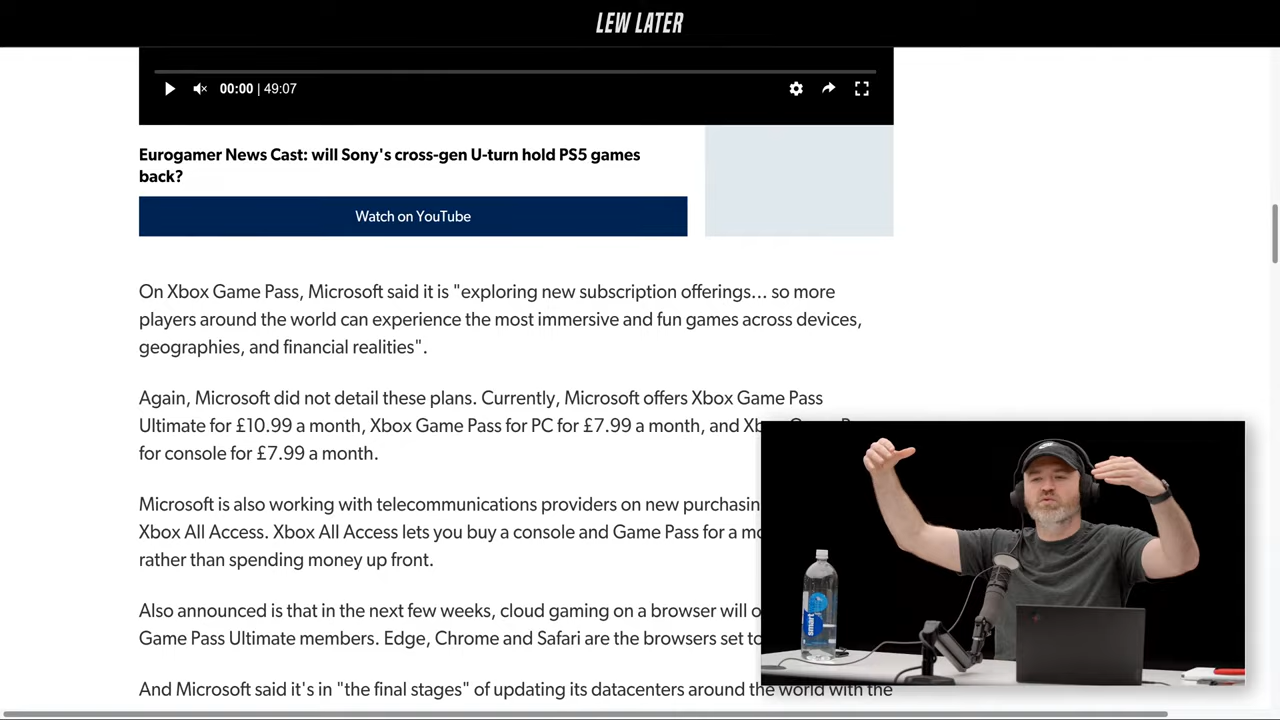 LEW LATER
00:00 | 49:07
Eurogamer News Cast: will Sony's cross-gen U-turn hold PS5 games
back?
Watch on YouTube
On Xbox Game Pass, Microsoft said it is "exploring new subscription offerings... so more
players around the world can experience the most immersive and fun games across devices,
geographies, and financial realities".
Again, Microsoft did not detail these plans. Currently, Microsoft offers Xbox Game Pass
Ultimate for £10.99 a month, Xbox Game Pass for PC for £7.99 a month, and
for console for £7.99 a month.
Microsoft is also working with telecommunications providers on new
Xbox All Access. Xbox All Access lets you buy a console and Game Pass for a
rather than spending money up front.
Also announced is that in the next few weeks, cloud gaming on a browser will
Game Pass Ultimate members. Edge, Chrome and Safari are the browsers set to
And Microsoft said it's in "the final stages" of updating its datacenters around the world with the
smart